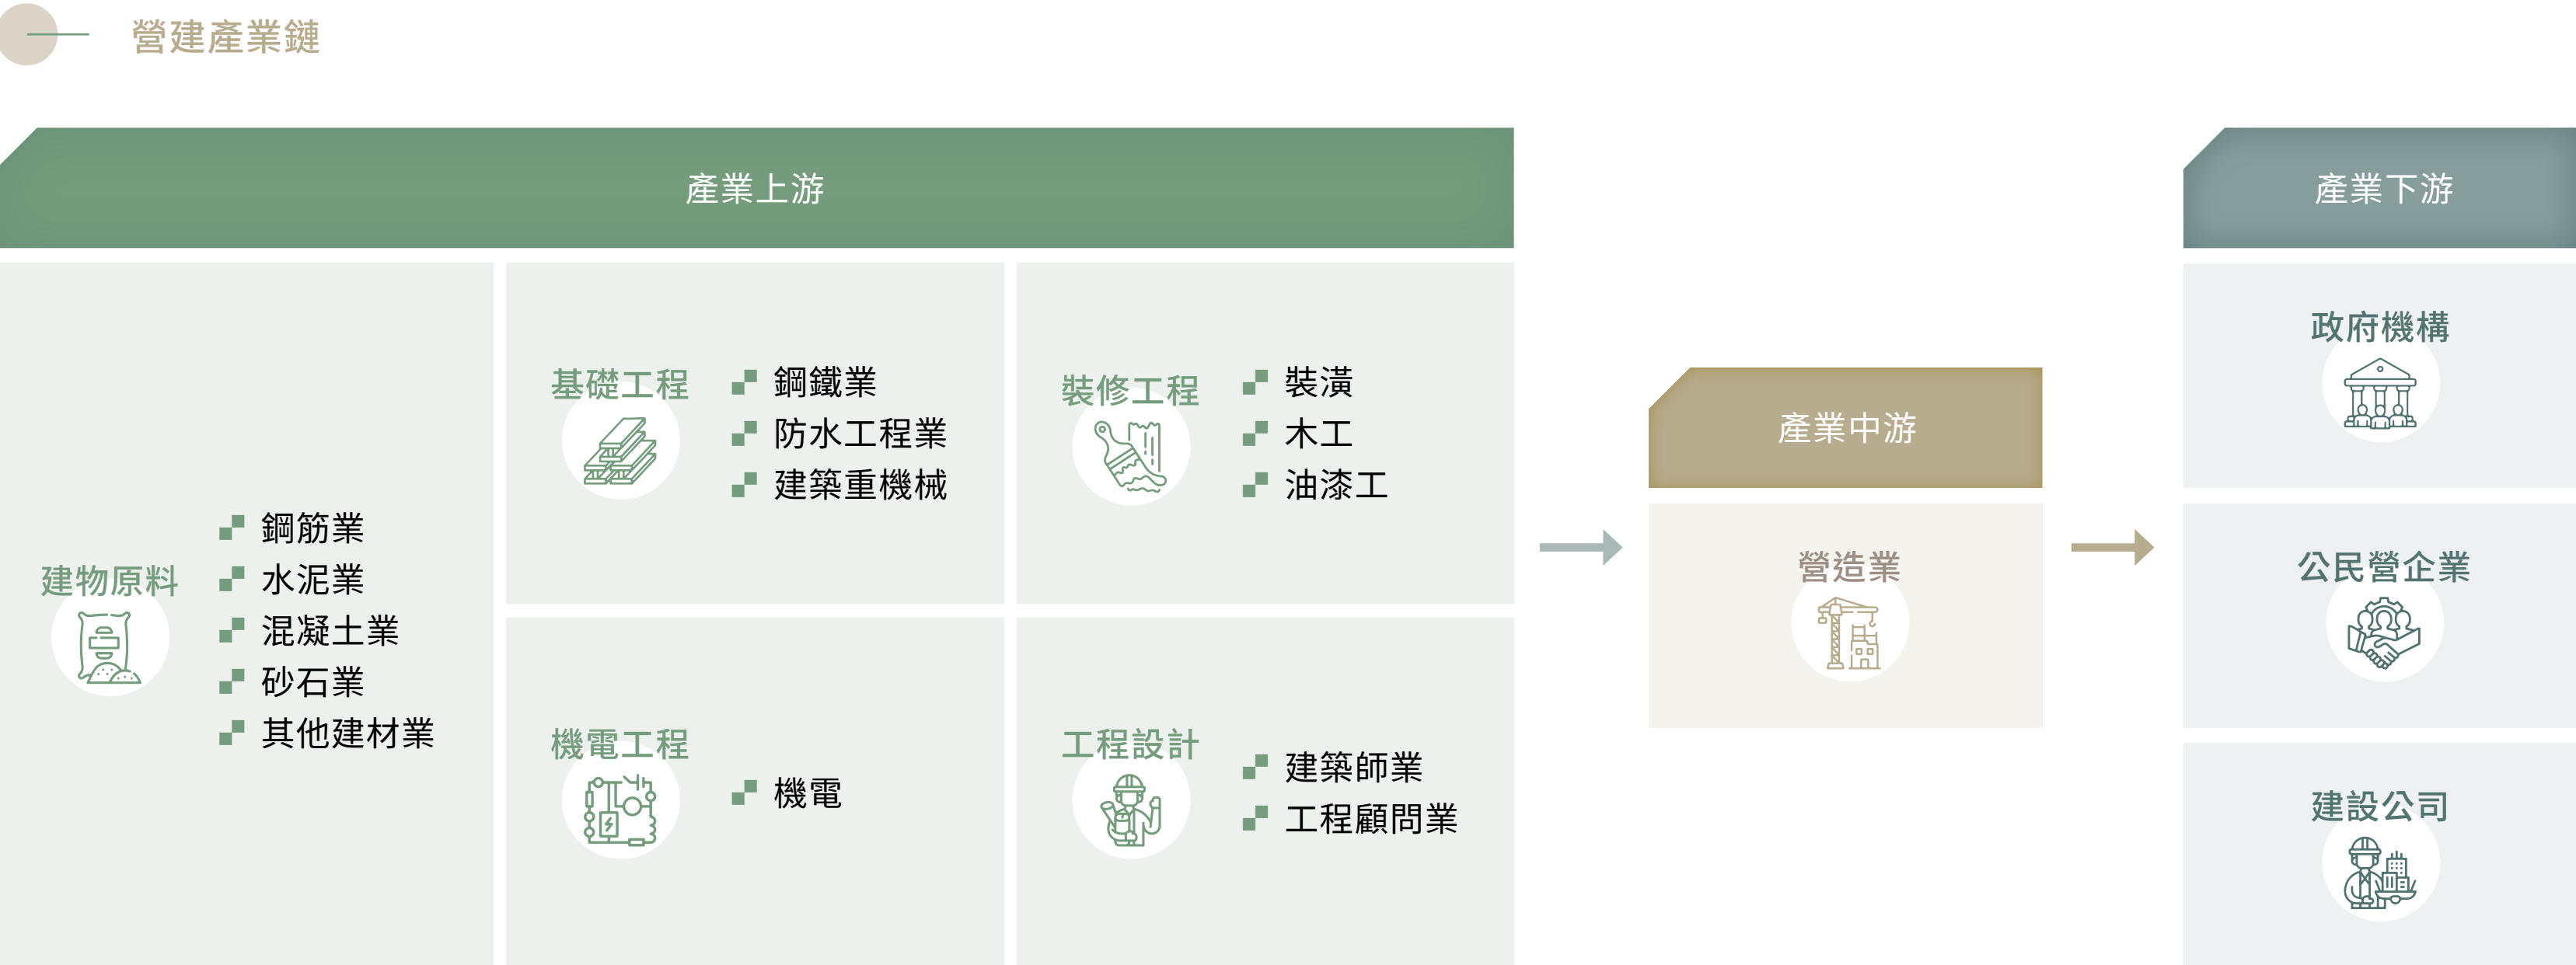 營建產業鏈
產業上游
建物原料
鋼筋業
水泥業
混凝土業
砂石業
其他建材業
基礎工程
鋼鐵業
防水工程業
建築重機械
裝修工程
裝潢
木工
油漆工
機電工程
機電
工程設計
建築師業
工程顧問業
產業中游
營造業
產業下游
政府機構
公民營企業
建設公司